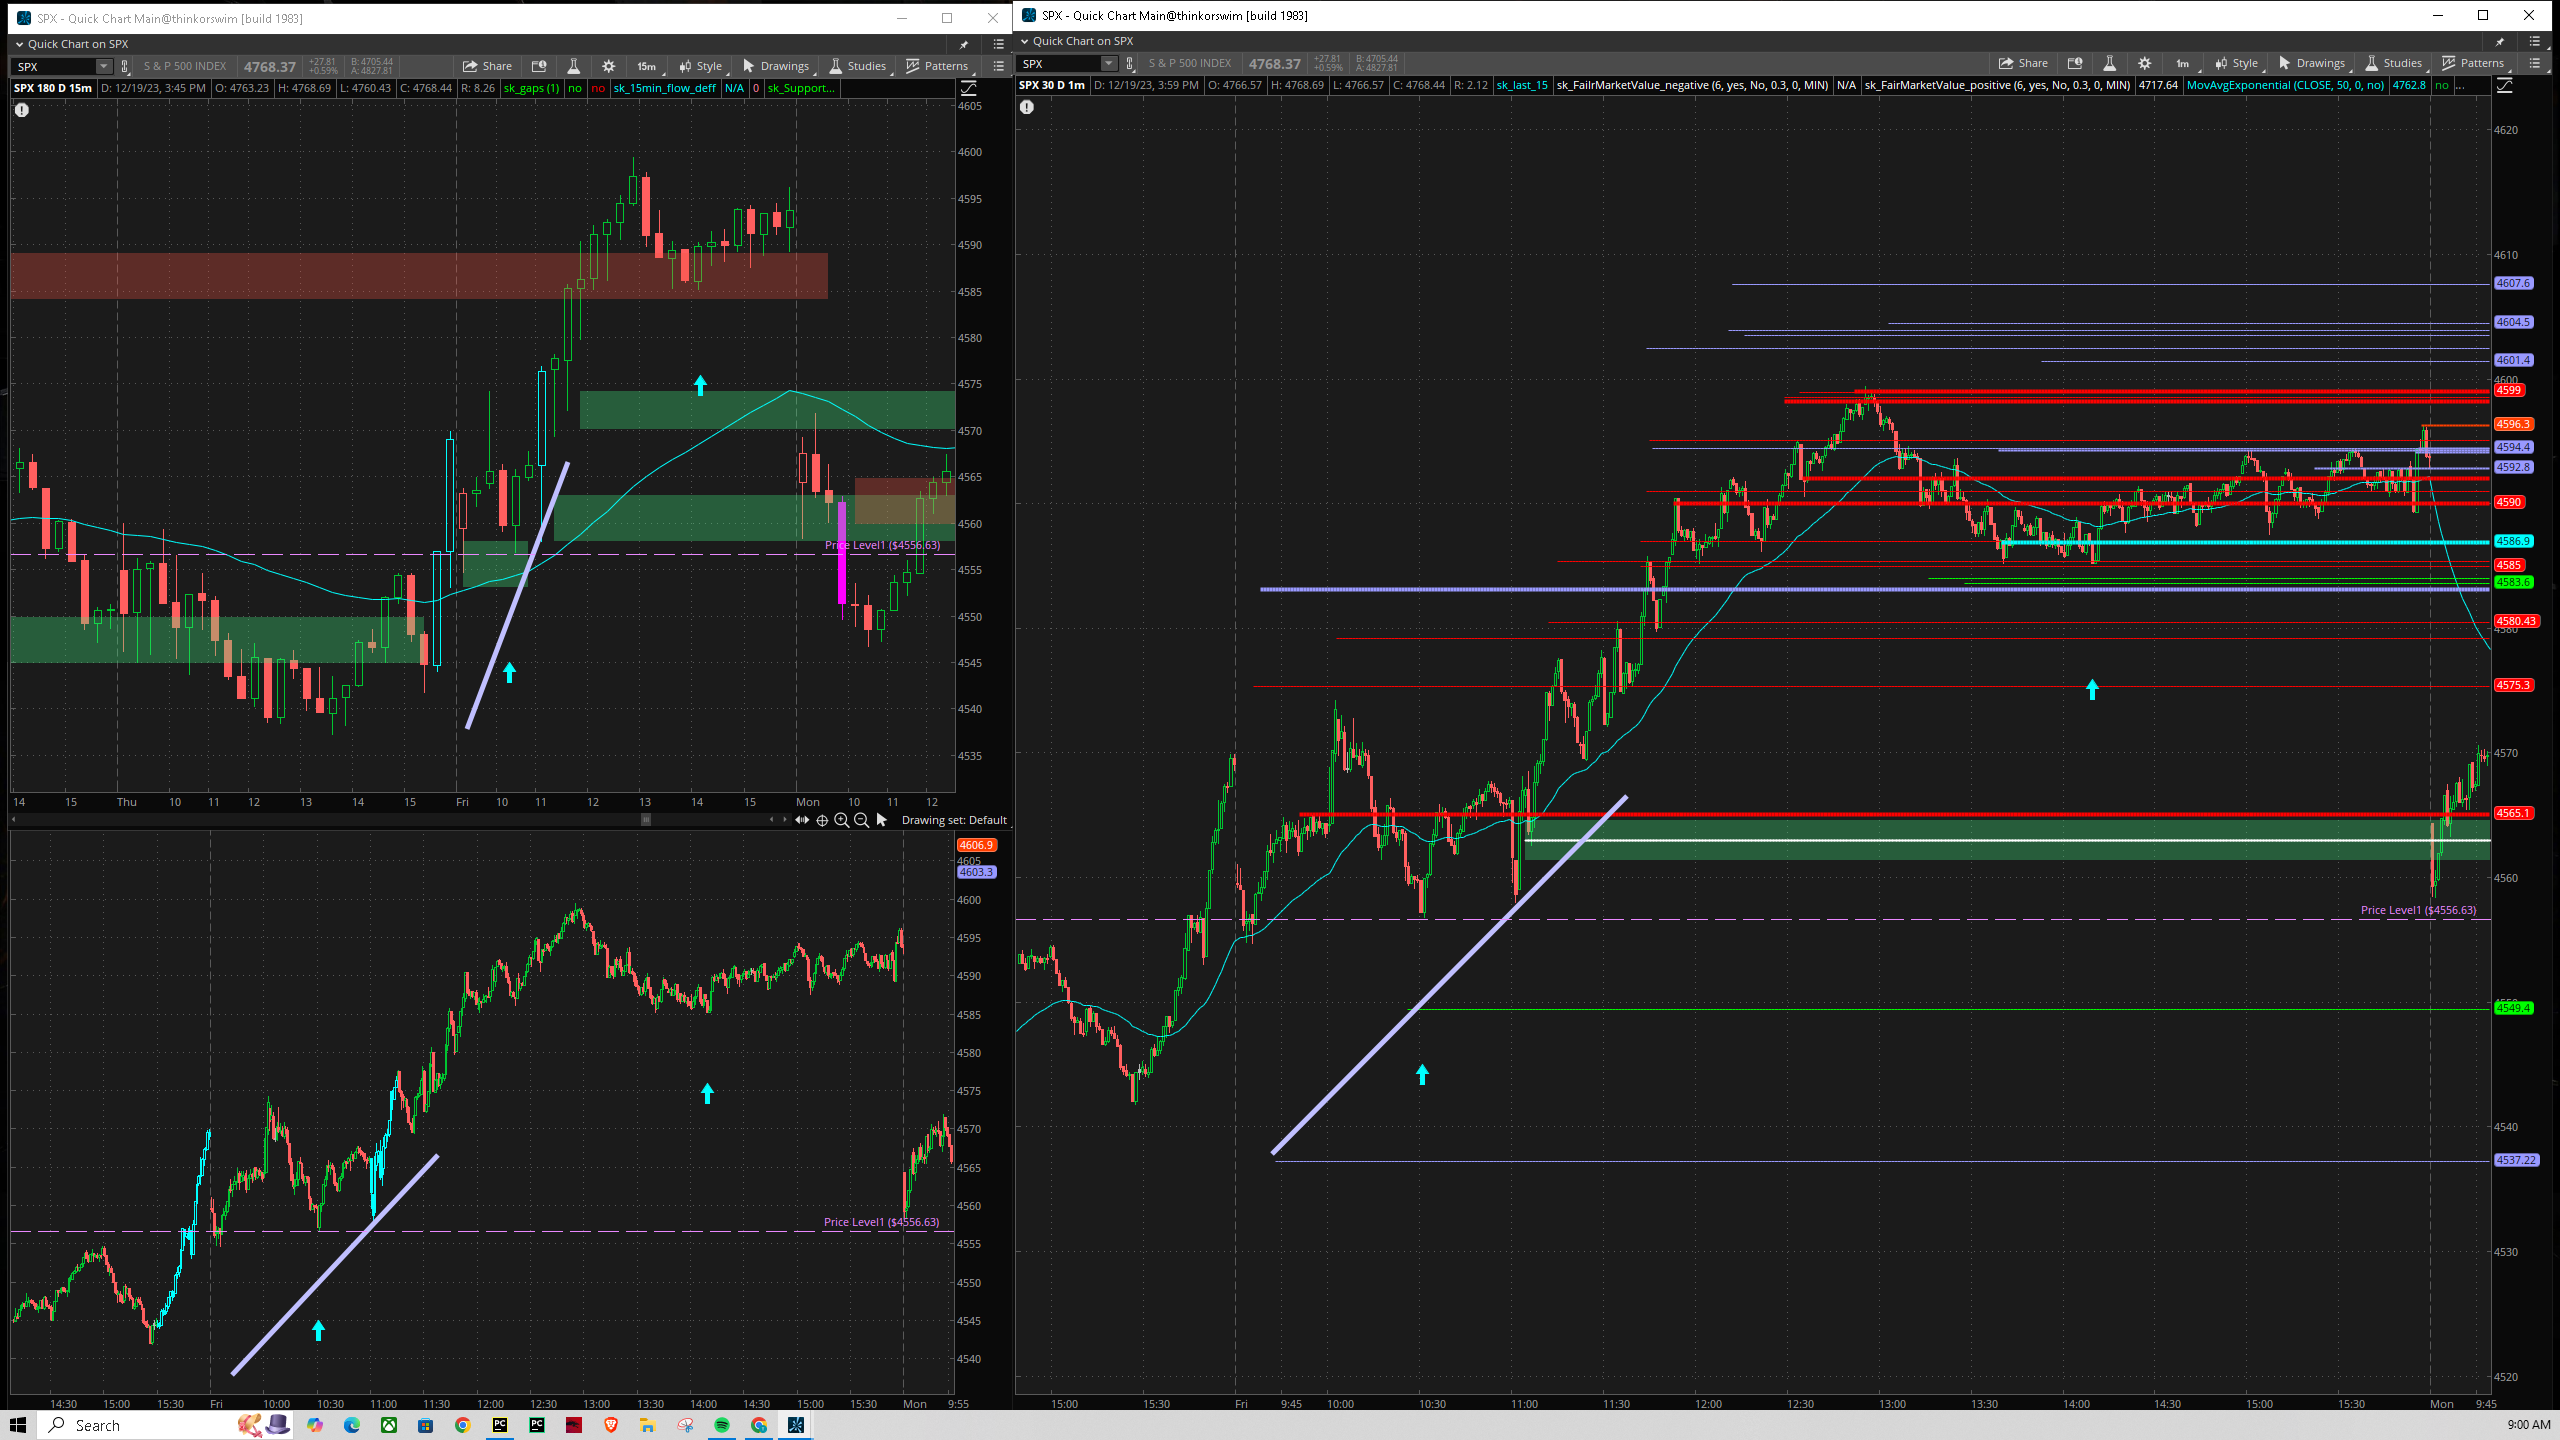 SPX - Quick Chart Main@thinkorswim [build 1983]
Quick Chart on SPX
SPX
S & P 500 INDEX
4768.37
+27.81
+0.59%
B: 4705.44
A: 4827.81
Share
15m
Style
Drawings
Studies
Patterns
SPX 180 D 15m
D: 12/19/23, 3:45 PM
O: 4763.23
H: 4768.69
L: 4760.43
C: 4768.44
R: 8.26
sk_gaps (1)
no
no
sk_15min_flow_deff
N/A
0
sk_Support...
4605
4600
4595
4590
4585
4580
4575
4570
4565
4560
4555
4550
4545
4540
4535
Price Level1 ($4556.63)
14 15 Thu 10 11 12 13 14 15 Fri 10 11 12 13 14 15 Mon 10 11 12
Drawing set: Default
4606.9
4605
4603.3
4600
4595
4590
4585
4580
4575
4570
4565
4560
4555
4550
4545
4540
Price Level1 ($4556.63)
14:30 15:00 15:30 Fri 10:00 10:30 11:00 11:30 12:00 12:30 13:00 13:30 14:00 14:30 15:00 15:30 Mon 9:55
SPX - Quick Chart Main@thinkorswim [build 1983]
Quick Chart on SPX
SPX
S & P 500 INDEX
4768.37
+27.81
+0.59%
B: 4705.44
A: 4827.81
Share
1m
Style
Drawings
Studies
Patterns
SPX 30 D 1m
D: 12/19/23, 3:59 PM
O: 4766.57
H: 4768.69
L: 4766.57
C: 4768.44
R: 2.12
sk_last_15
sk_FailrMarketValue_negative (6, yes, No, 0.3, 0, MIN)
N/A
sk_FairMarketValue_positive (6, yes, No, 0.3, 0, MIN)
4717.64
MovAvgExponential (CLOSE, 50, 0, no)
4762.8
no
...
4620
4610
4607.6
4604.5
4601.4
4600
4599
4596.3
4594.4
4592.8
4590
4586.9
4585
4583.6
4580.43
4580
4575.3
4570
4565.1
4560
4549.4
4540
4537.22
4530
4520
Price Level1 ($4556.63)
15:00 15:30 Fri 9:45 10:00 10:30 11:00 11:30 12:00 12:30 13:00 13:30 14:00 14:30 15:00 15:30 Mon 9:45
Search
9:00 AM